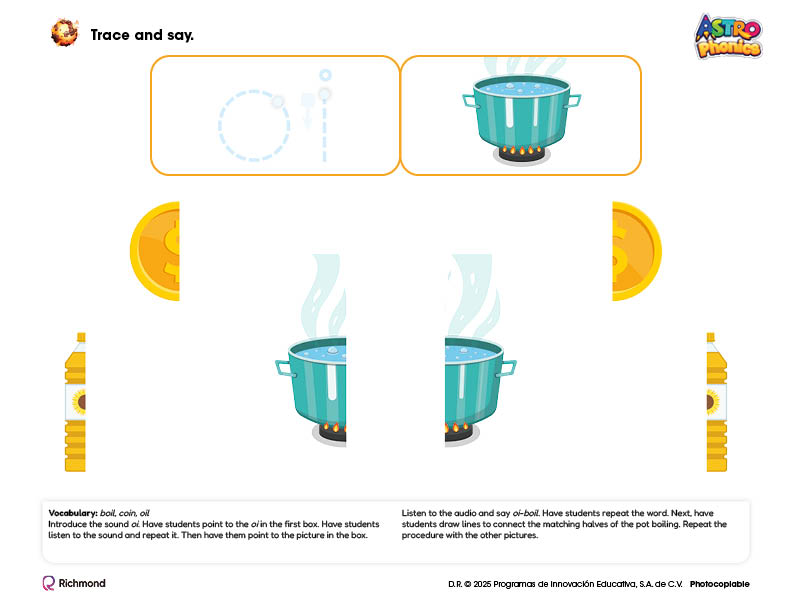 Trace and say.
ASTRO
Phonics
oi
Vocabulary: boil, coin, oil
Introduce the sound oi. Have students point to the oi in the first box. Have students
listen to the sound and repeat it. Then have them point to the picture in the box.
Listen to the audio and say oi-boil. Have students repeat the word. Next, have
students draw lines to connect the matching halves of the pot boiling. Repeat the
procedure with the other pictures.
Richmond
D.R. © 2025 Programas de Innovación Educativa, S.A. de C.V. Photocopiable